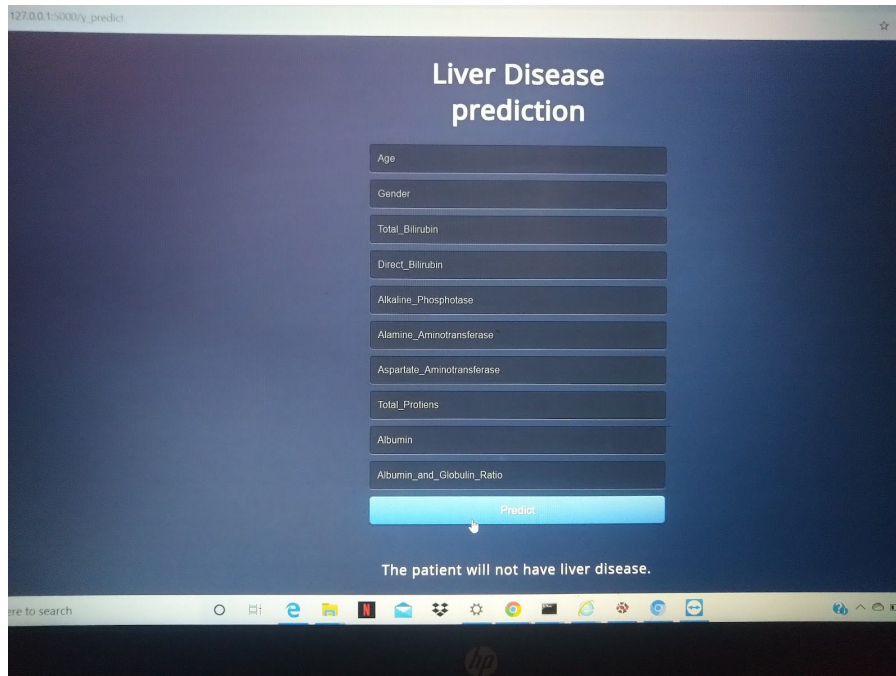 127.0.0.1:5000/y_predict
Liver Disease
prediction
Age
Gender
Total_Bilirubin
Direct_Bilirubin
Alkaline_Phosphotase
Alamine_Aminotransferase
Aspartate_Aminotransferase
Total_Protiens
Albumin
Albumin_and_Globulin_Ratio
Predict
The patient will not have liver disease.
ere to search
hp